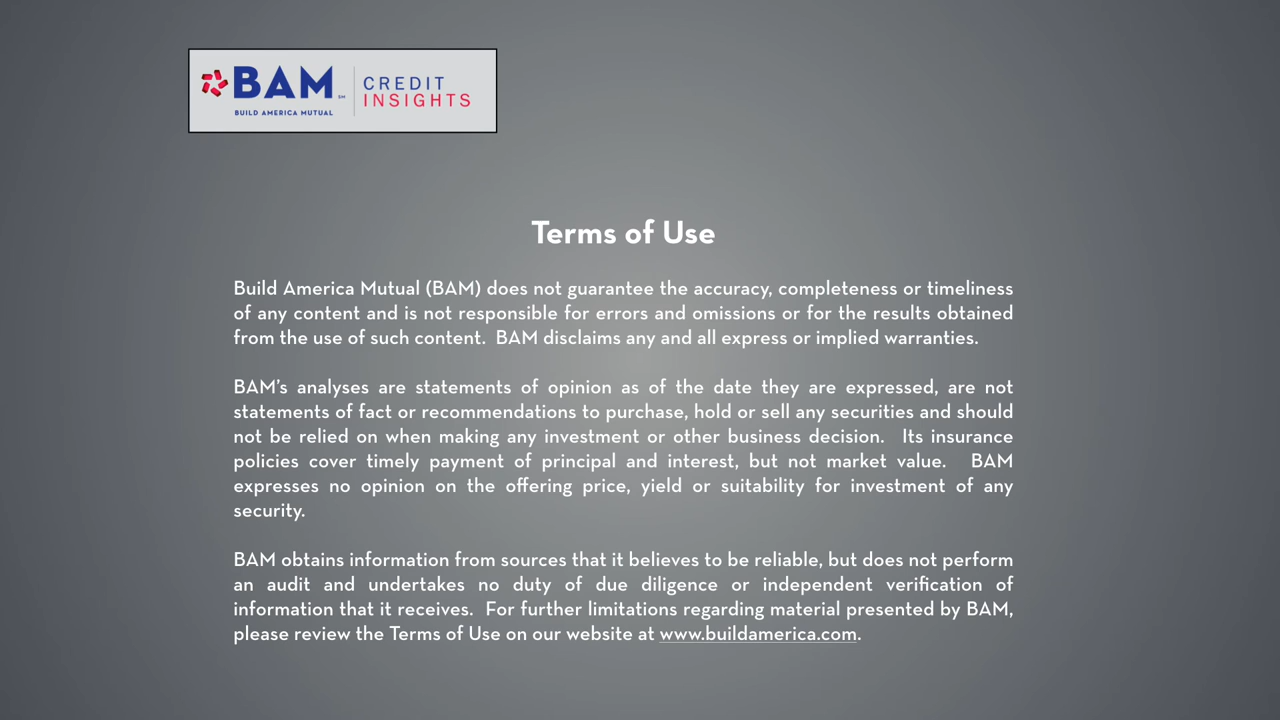 BAM SM
BUILD AMERICA MUTUAL
CREDIT
INSIGHTS
Terms of Use
Build America Mutual (BAM) does not guarantee the accuracy, completeness or timeliness
of any content and is not responsible for errors and omissions or for the results obtained
from the use of such content.  BAM disclaims any and all express or implied warranties.
BAM's analyses are statements of opinion as of the date they are expressed, are not
statements of fact or recommendations to purchase, hold or sell any securities and should
not be relied on when making any investment or other business decision.  Its insurance
policies cover timely payment of principal and interest, but not market value.  BAM
expresses no opinion on the offering price, yield or suitability for investment of any
security.
BAM obtains information from sources that it believes to be reliable, but does not perform
an audit and undertakes no duty of due diligence or independent verification of
information that it receives.  For further limitations regarding material presented by BAM,
please review the Terms of Use on our website at www.buildamerica.com.